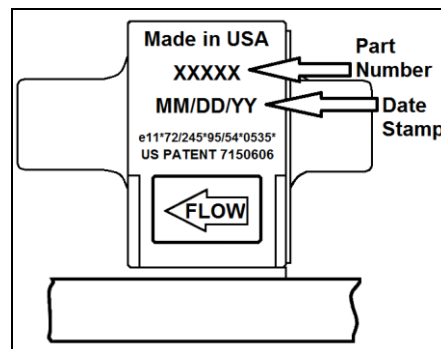 Made in USA
XXXXX
Part
Number
MM/DD/YY
Date
Stamp
e11*72/245*95/54*0535*
US PATENT 7150606
FLOW